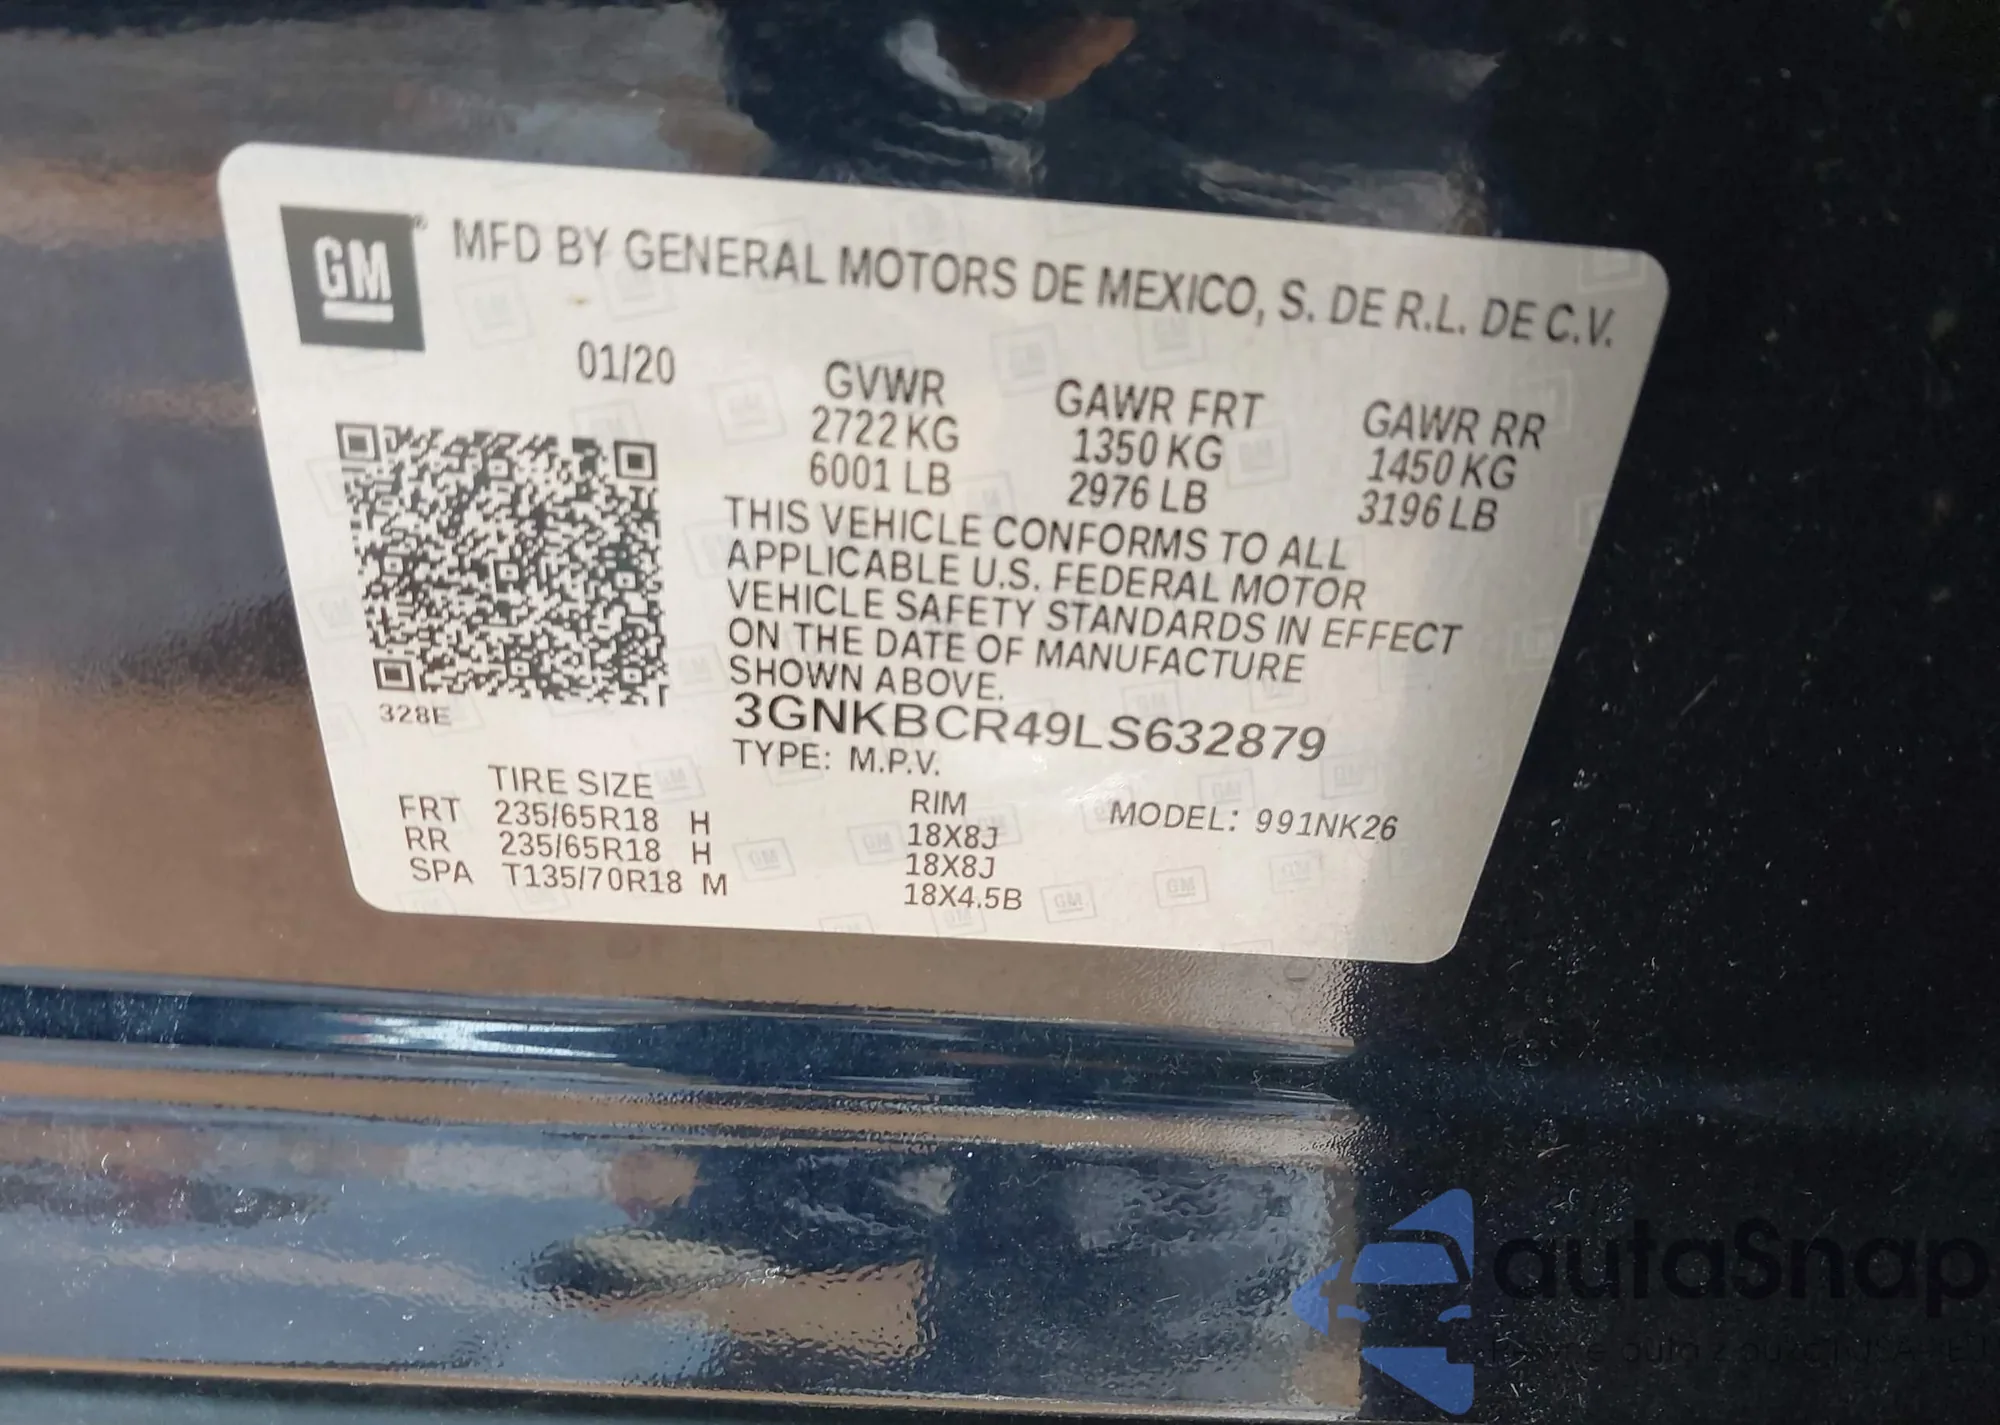 GM® MFD BY GENERAL MOTORS DE MEXICO, S. DE R.L. DE C.V.
01/20
GVWR GAWR FRT GAWR RR
2722 KG 1350 KG 1450 KG
6001 LB 2976 LB 3196 LB
THIS VEHICLE CONFORMS TO ALL
APPLICABLE U.S. FEDERAL MOTOR
VEHICLE SAFETY STANDARDS IN EFFECT
ON THE DATE OF MANUFACTURE
SHOWN ABOVE.
328E
3GNKBCR49LS632879
TYPE: M.P.V.
TIRE SIZE RIM MODEL: 991NK26
FRT 235/65R18 H 18X8J
RR 235/65R18 H 18X8J
SPA T135/70R18 M 18X4.5B
autaSnap